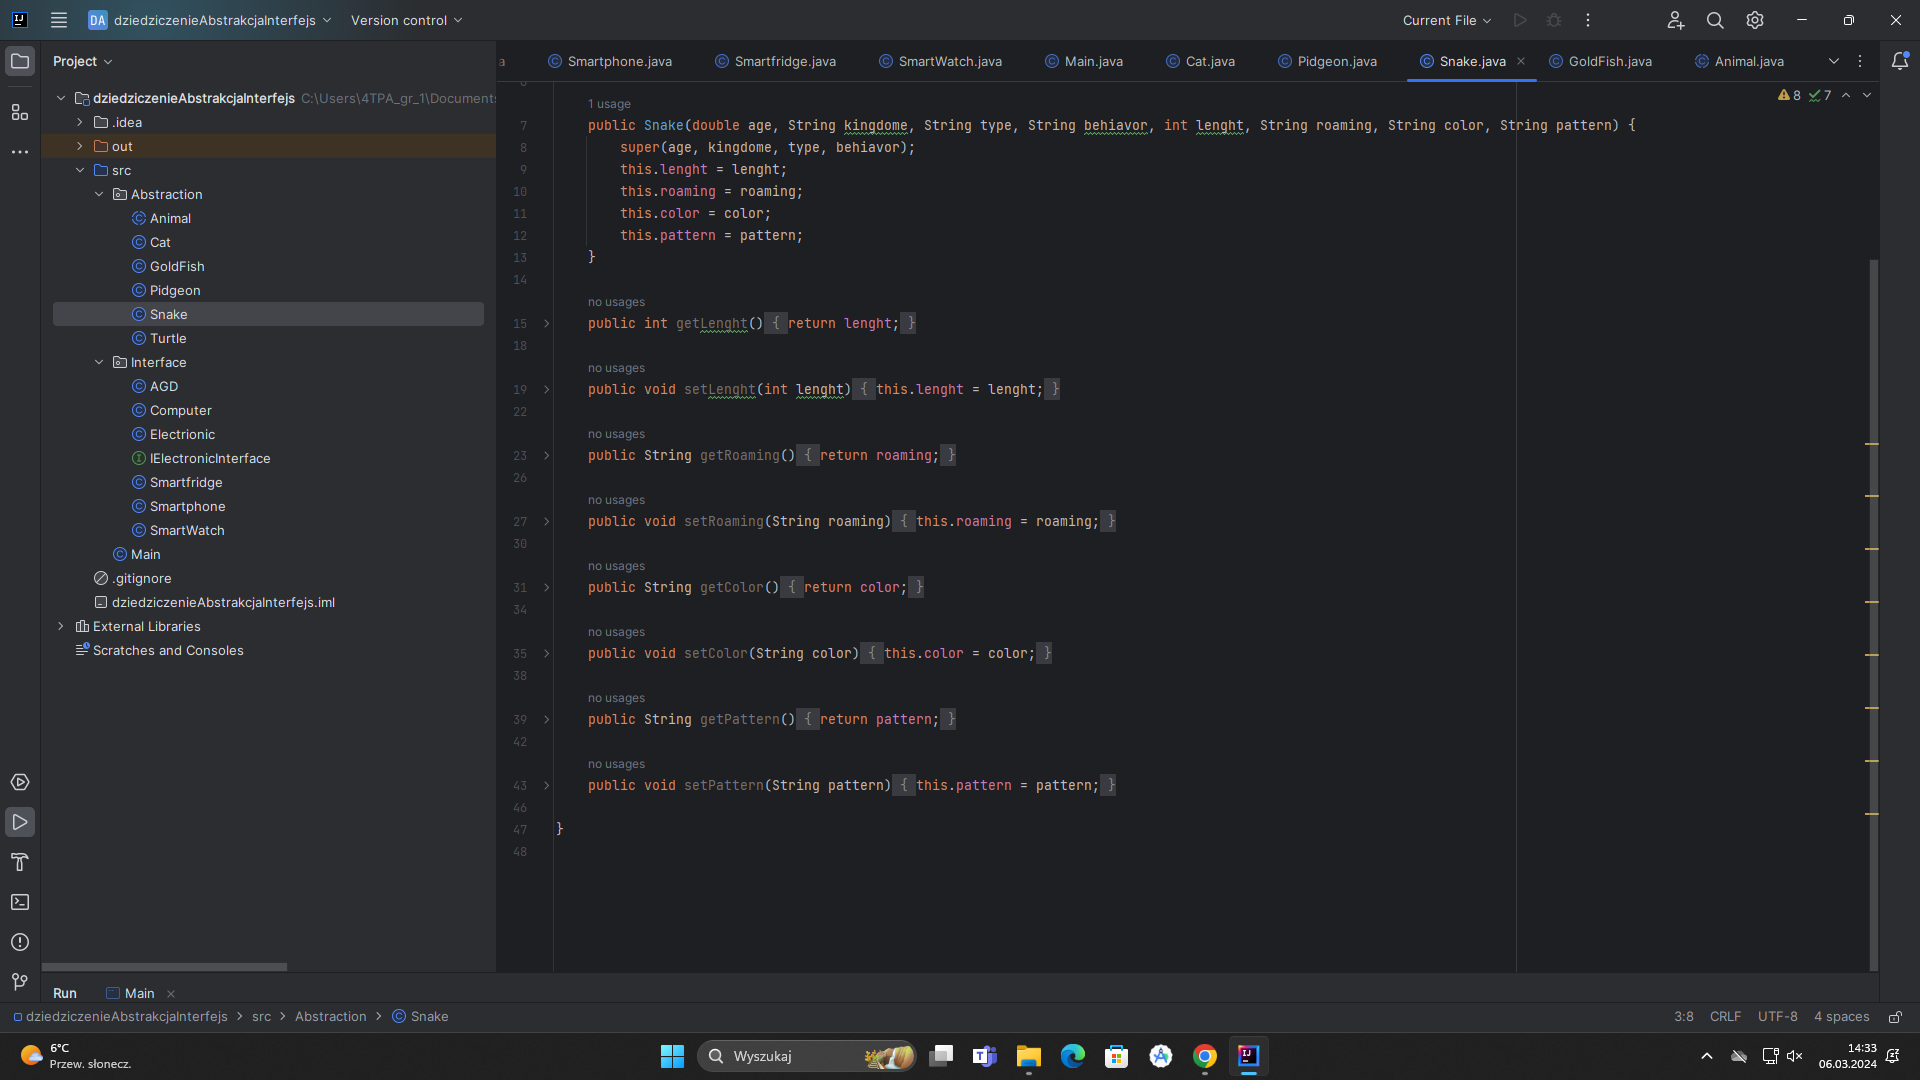 DA dziedziczenieAbstrakcjaInterfejs Version control Current File
Project
Smartphone.java Smartfridge.java SmartWatch.java Main.java Cat.java Pidgeon.java Snake.java GoldFish.java Animal.java
dziedziczenieAbstrakcjaInterfejs C:\Users\4TPA_gr_1\Documents
.idea
out
src
Abstraction
Animal
Cat
GoldFish
Pidgeon
Snake
Turtle
Interface
AGD
Computer
Electrionic
IElectronicInterface
Smartfridge
Smartphone
SmartWatch
Main
.gitignore
dziedziczenieAbstrakcjaInterfejs.iml
External Libraries
Scratches and Consoles
8 7
1 usage
7 public Snake(double age, String kingdome, String type, String behiavor, int lenght, String roaming, String color, String pattern) {
8 super(age, kingdome, type, behiavor);
9 this.lenght = lenght;
10 this.roaming = roaming;
11 this.color = color;
12 this.pattern = pattern;
13 }
14
no usages
15 public int getLenght() { return lenght; }
18
no usages
19 public void setLenght(int lenght) { this.lenght = lenght; }
22
no usages
23 public String getRoaming() { return roaming; }
26
no usages
27 public void setRoaming(String roaming) { this.roaming = roaming; }
30
no usages
31 public String getColor() { return color; }
34
no usages
35 public void setColor(String color) { this.color = color; }
38
no usages
39 public String getPattern() { return pattern; }
42
no usages
43 public void setPattern(String pattern) { this.pattern = pattern; }
46
47 }
48
Run Main
dziedziczenieAbstrakcjaInterfejs > src > Abstraction > Snake 3:8 CRLF UTF-8 4 spaces
6°C
Przew. słonecz.
Wyszukaj
14:33
06.03.2024